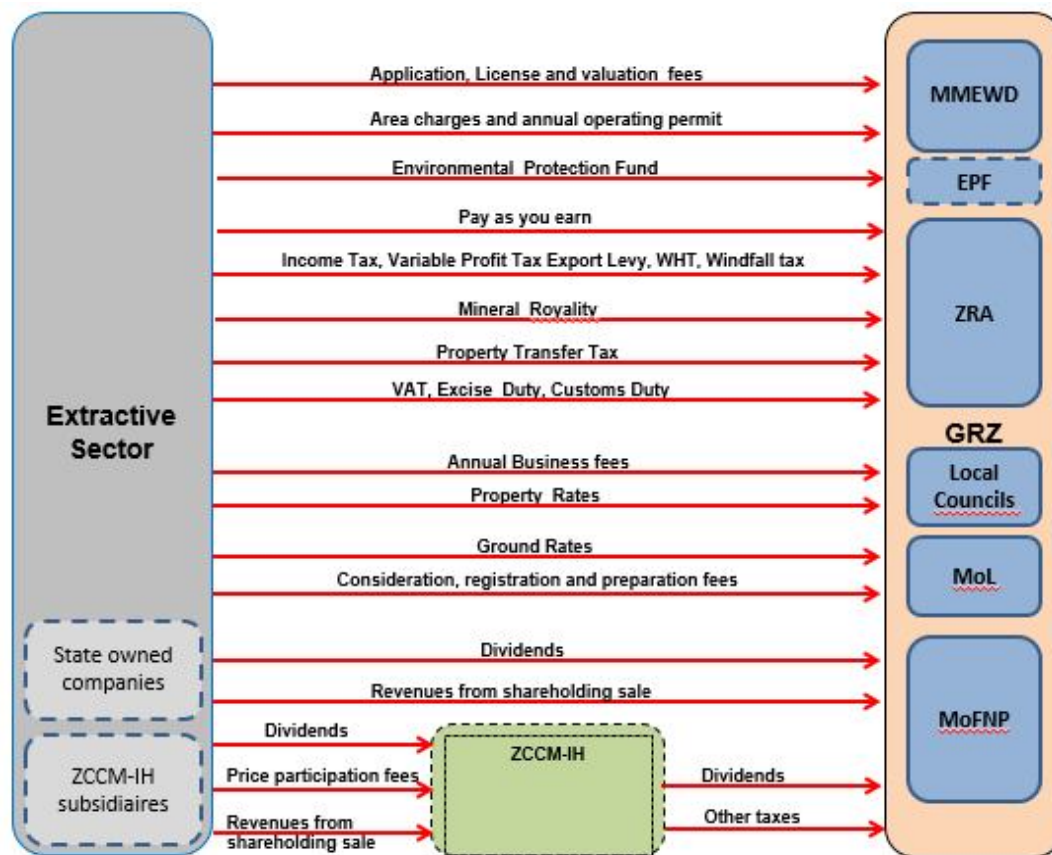 Application, License and valuation fees
MMEWD
Area charges and annual operating permit
Environmental Protection Fund
EPF
Pay as you earn
Income Tax, Variable Profit Tax Export Levy, WHT, Windfall tax
Mineral Royality
ZRA
Property Transfer Tax
VAT, Excise Duty, Customs Duty
Extractive
Sector
GRZ
Annual Business fees
Local
Councils
Property Rates
Ground Rates
Consideration, registration and preparation fees
MoL
State owned
companies
Dividends
Revenues from shareholding sale
MoFNP
ZCCM-IH
subsidiaires
Dividends
Price participation fees
Revenues from
shareholding sale
ZCCM-IH
Dividends
Other taxes